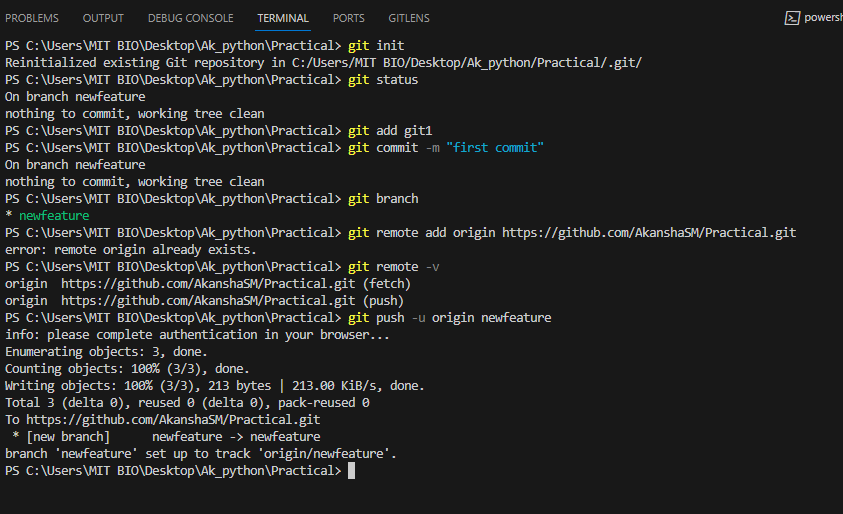 PROBLEMS OUTPUT DEBUG CONSOLE TERMINAL PORTS GITLENS powersh
PS C:\Users\MIT BIO\Desktop\Ak_python\Practical> git init
Reinitialized existing Git repository in C:/Users/MIT BIO/Desktop/Ak_python/Practical/.git/
PS C:\Users\MIT BIO\Desktop\Ak_python\Practical> git status
On branch newfeature
nothing to commit, working tree clean
PS C:\Users\MIT BIO\Desktop\Ak_python\Practical> git add git1
PS C:\Users\MIT BIO\Desktop\Ak_python\Practical> git commit -m "first commit"
On branch newfeature
nothing to commit, working tree clean
PS C:\Users\MIT BIO\Desktop\Ak_python\Practical> git branch
* newfeature
PS C:\Users\MIT BIO\Desktop\Ak_python\Practical> git remote add origin https://github.com/AkanshaSM/Practical.git
error: remote origin already exists.
PS C:\Users\MIT BIO\Desktop\Ak_python\Practical> git remote -v
origin  https://github.com/AkanshaSM/Practical.git (fetch)
origin  https://github.com/AkanshaSM/Practical.git (push)
PS C:\Users\MIT BIO\Desktop\Ak_python\Practical> git push -u origin newfeature
info: please complete authentication in your browser...
Enumerating objects: 3, done.
Counting objects: 100% (3/3), done.
Writing objects: 100% (3/3), 213 bytes | 213.00 KiB/s, done.
Total 3 (delta 0), reused 0 (delta 0), pack-reused 0
To https://github.com/AkanshaSM/Practical.git
 * [new branch]      newfeature -> newfeature
branch 'newfeature' set up to track 'origin/newfeature'.
PS C:\Users\MIT BIO\Desktop\Ak_python\Practical>